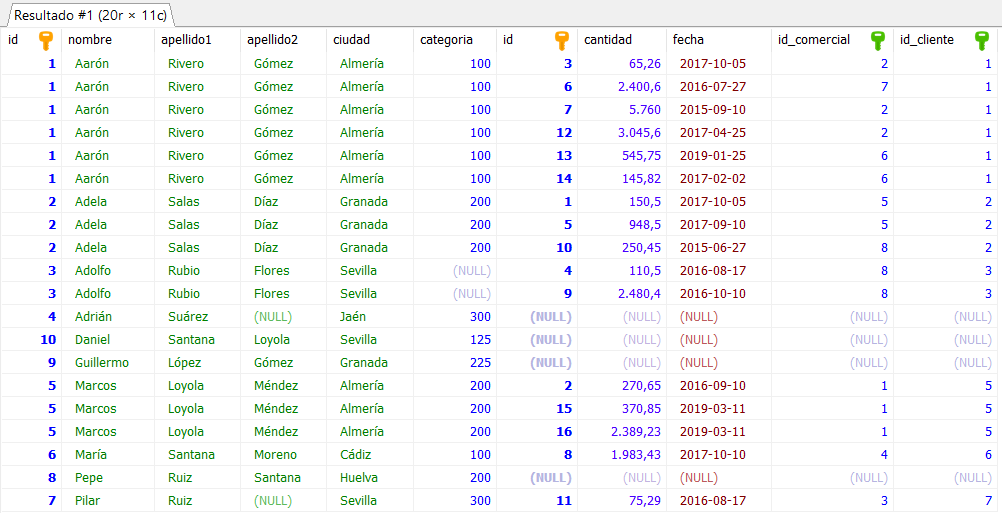 Resultado #1 (20r × 11c)
id nombre apellido1 apellido2 ciudad categoria id cantidad fecha id_comercial id_cliente
1 Aarón Rivero Gómez Almería 100 3 65,26 2017-10-05 2 1
1 Aarón Rivero Gómez Almería 100 6 2.400,6 2016-07-27 7 1
1 Aarón Rivero Gómez Almería 100 7 5.760 2015-09-10 2 1
1 Aarón Rivero Gómez Almería 100 12 3.045,6 2017-04-25 2 1
1 Aarón Rivero Gómez Almería 100 13 545,75 2019-01-25 6 1
1 Aarón Rivero Gómez Almería 100 14 145,82 2017-02-02 6 1
2 Adela Salas Díaz Granada 200 1 150,5 2017-10-05 5 2
2 Adela Salas Díaz Granada 200 5 948,5 2017-09-10 5 2
2 Adela Salas Díaz Granada 200 10 250,45 2015-06-27 8 2
3 Adolfo Rubio Flores Sevilla (NULL) 4 110,5 2016-08-17 8 3
3 Adolfo Rubio Flores Sevilla (NULL) 9 2.480,4 2016-10-10 8 3
4 Adrián Suárez (NULL) Jaén 300 (NULL) (NULL) (NULL) (NULL) (NULL)
10 Daniel Santana Loyola Sevilla 125 (NULL) (NULL) (NULL) (NULL) (NULL)
9 Guillermo López Gómez Granada 225 (NULL) (NULL) (NULL) (NULL) (NULL)
5 Marcos Loyola Méndez Almería 200 2 270,65 2016-09-10 1 5
5 Marcos Loyola Méndez Almería 200 15 370,85 2019-03-11 1 5
5 Marcos Loyola Méndez Almería 200 16 2.389,23 2019-03-11 1 5
6 María Santana Moreno Cádiz 100 8 1.983,43 2017-10-10 4 6
8 Pepe Ruiz Santana Huelva 200 (NULL) (NULL) (NULL) (NULL) (NULL)
7 Pilar Ruiz (NULL) Sevilla 300 11 75,29 2016-08-17 3 7